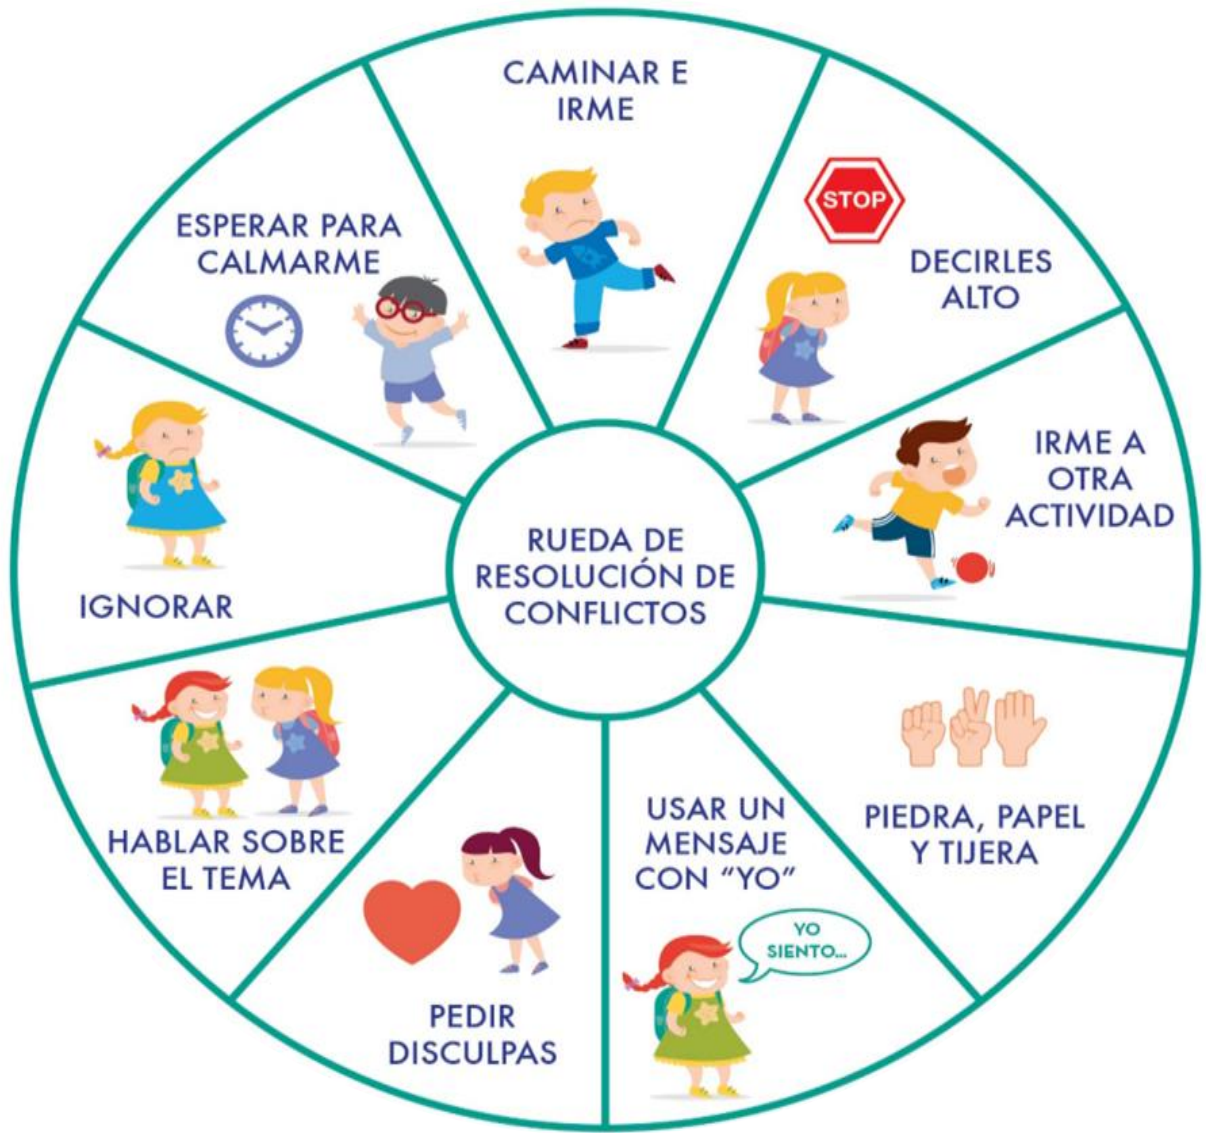 CAMINAR E
IRME
STOP
DECIRLES
ALTO
IRME A
OTRA
ACTIVIDAD
PIEDRA, PAPEL
Y TIJERA
USAR UN
MENSAJE
CON “YO”
YO
SIENTO...
PEDIR
DISCULPAS
HABLAR SOBRE
EL TEMA
IGNORAR
ESPERAR PARA
CALMARME
RUEDA DE
RESOLUCIÓN DE
CONFLICTOS